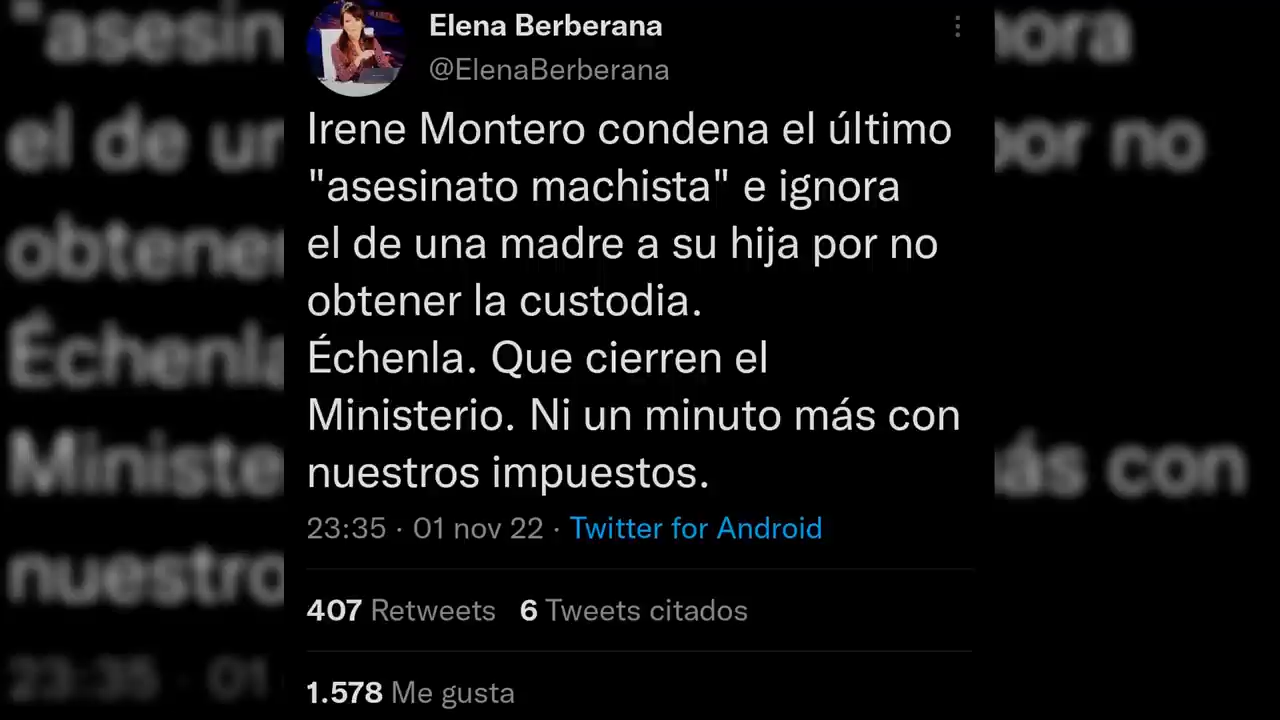 Elena Berberana
@ElenaBerberana
Irene Montero condena el último
"asesinato machista" e ignora
el de una madre a su hija por no
obtener la custodia.
Échenla. Que cierren el
Ministerio. Ni un minuto más con
nuestros impuestos.
23:35 · 01 nov 22 · Twitter for Android
407 Retweets 6 Tweets citados
1.578 Me gusta